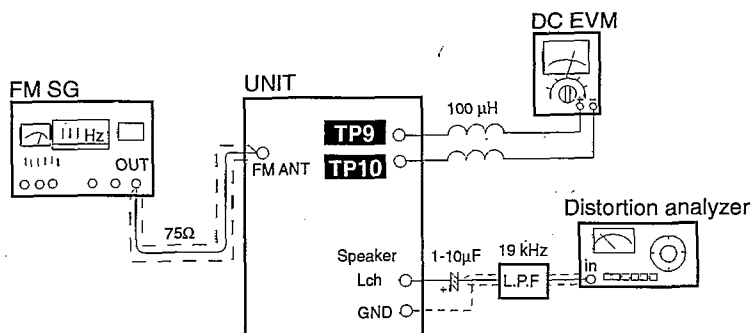 DC EVM
FM SG
UNIT
100 μH
+ −
TP9
Hz
OUT
FM ANT
TP10
75Ω
Distortion analyzer
Speaker
1-10μF
19 kHz
in
Lch
L.P.F
+
GND